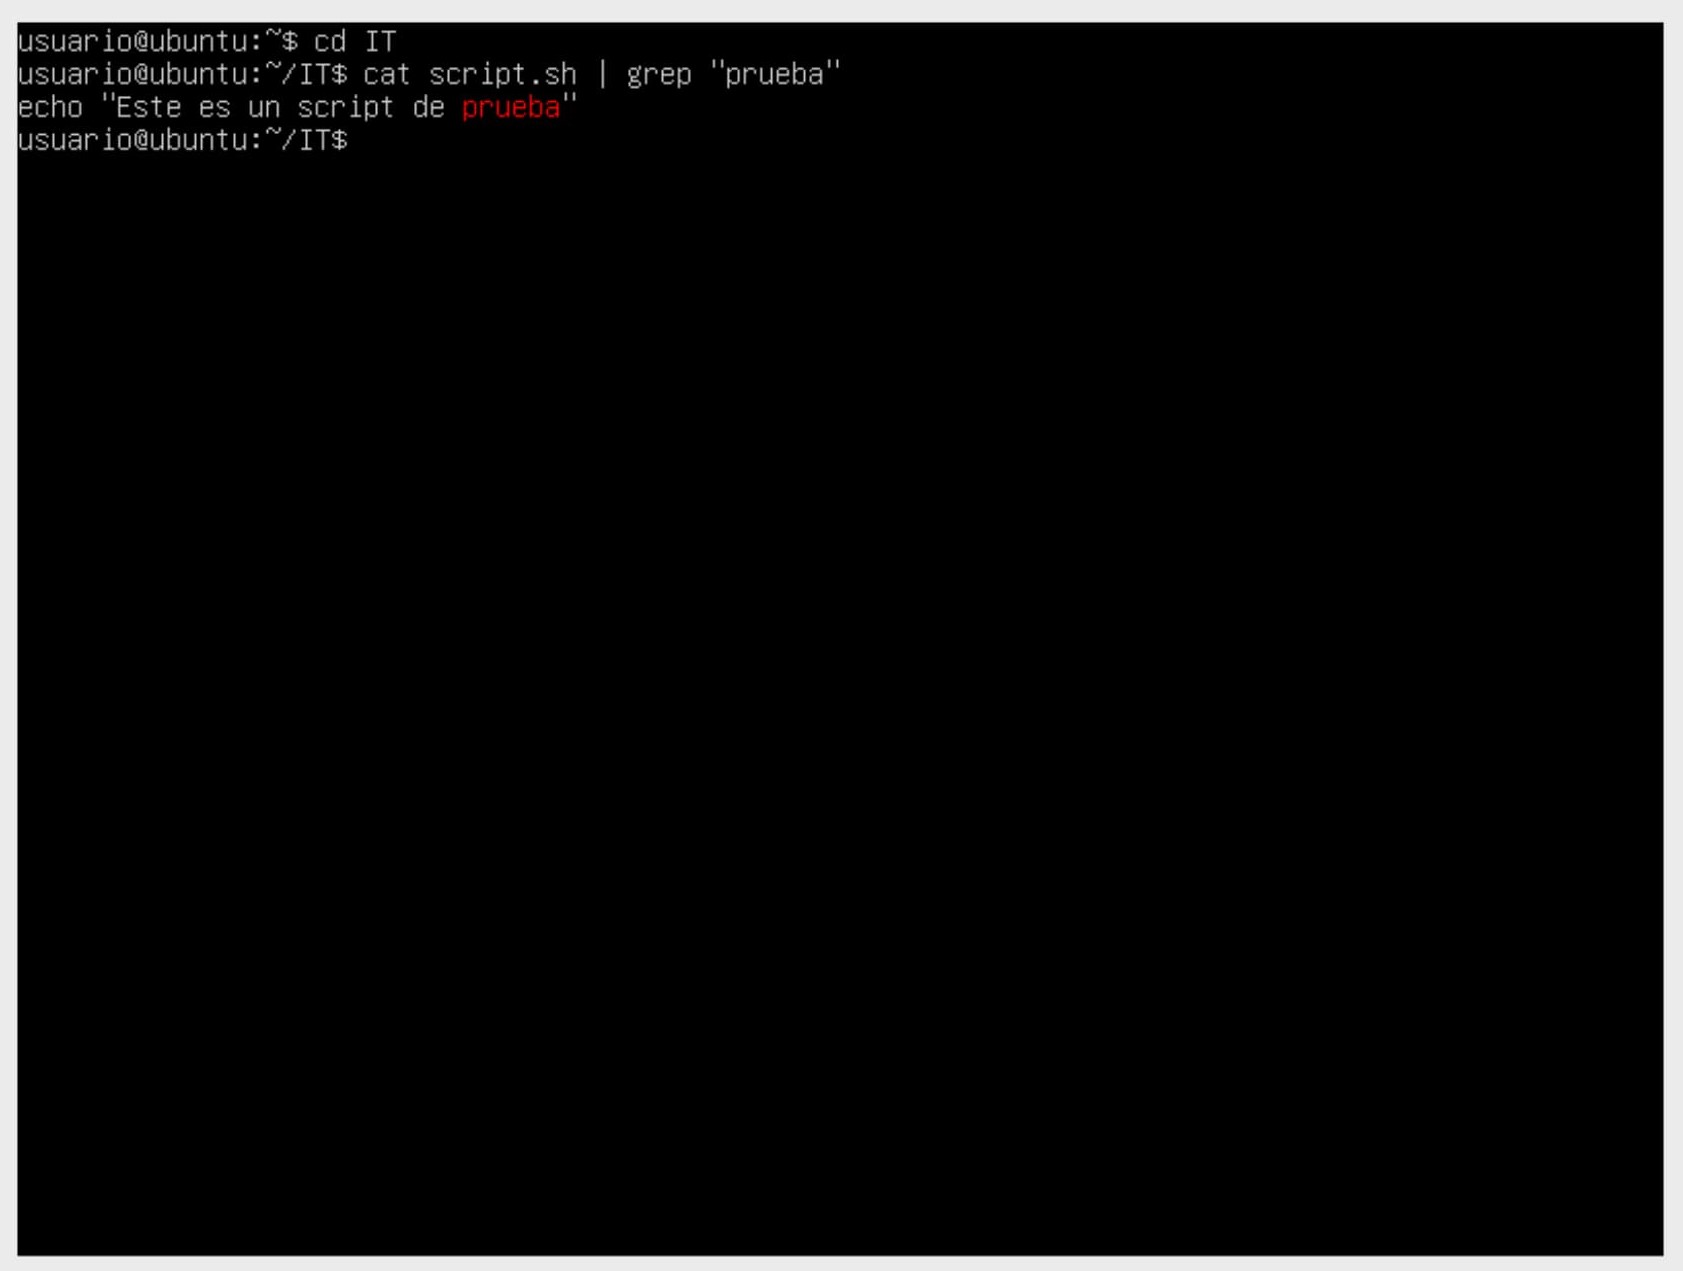 usuario@ubuntu:~$ cd IT
usuario@ubuntu:~/IT$ cat script.sh | grep "prueba"
echo "Este es un script de prueba"
usuario@ubuntu:~/IT$